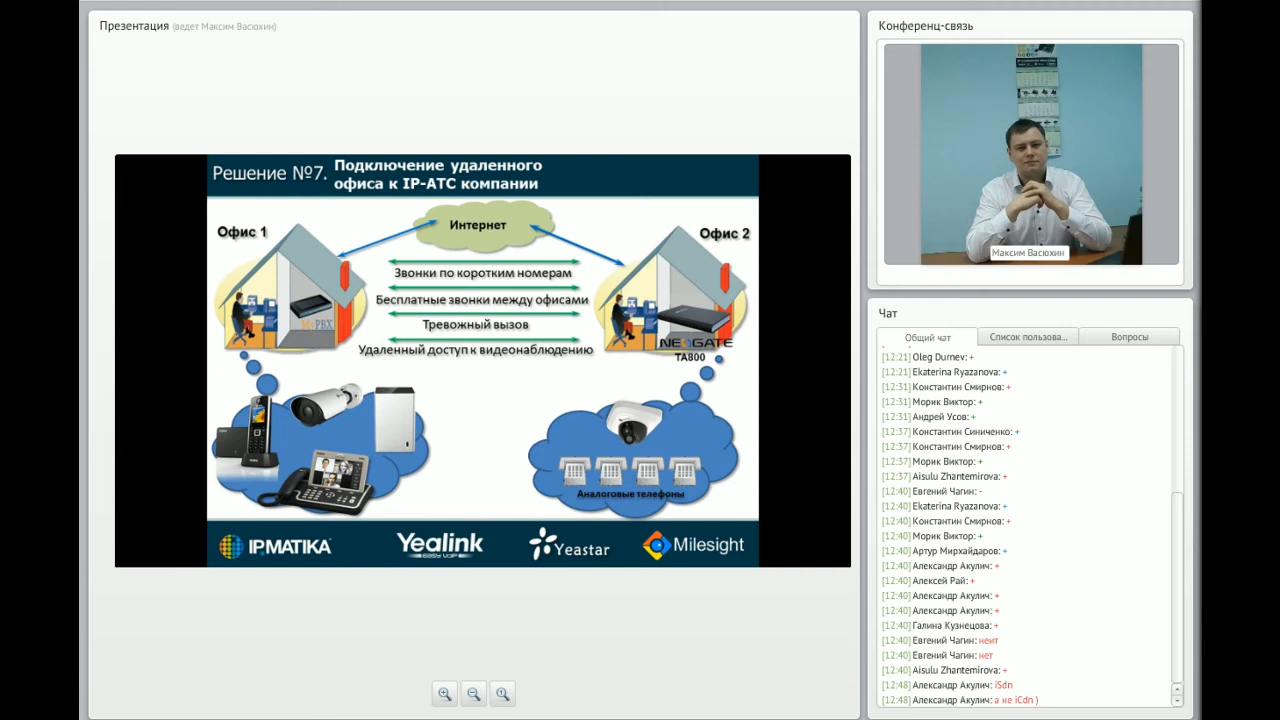 Презентация (ведет Максим Васюхин)
Решение №7. Подключение удаленного
офиса к IP-АТС компании
Офис 1
Интернет
Офис 2
Звонки по коротким номерам
Бесплатные звонки между офисами
Тревожный вызов
Удаленный доступ к видеонаблюдению
MyPBX
NEOGATE
TA800
Аналоговые телефоны
IPMATIKA
Yealink
EASY VOIP
Yeastar
Milesight
Конференц-связь
Максим Васюхин
Чат
Общий чат
Список пользова...
Вопросы
[12:21] Oleg Durnev: +
[12:21] Ekaterina Ryazanova: +
[12:31] Константин Смирнов: +
[12:31] Морик Виктор: +
[12:31] Андрей Усов: +
[12:37] Константин Синиченко: +
[12:37] Константин Смирнов: +
[12:37] Морик Виктор: +
[12:37] Aisulu Zhantemirova: +
[12:40] Евгений Чагин: -
[12:40] Ekaterina Ryazanova: +
[12:40] Константин Смирнов: +
[12:40] Морик Виктор: +
[12:40] Артур Мирхайдаров: +
[12:40] Александр Акулич: +
[12:40] Алексей Рай: +
[12:40] Александр Акулич: +
[12:40] Александр Акулич: +
[12:40] Галина Кузнецова: +
[12:40] Евгений Чагин: неит
[12:40] Евгений Чагин: нет
[12:40] Aisulu Zhantemirova: +
[12:48] Александр Акулич: iSdn
[12:48] Александр Акулич: а не iCdn )